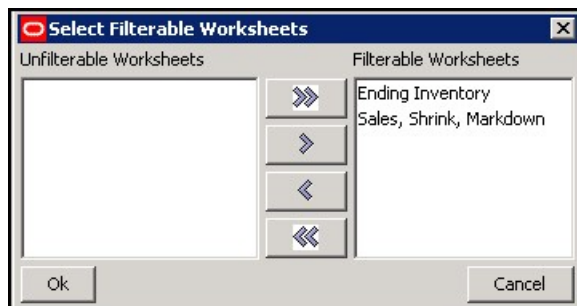 Select Filterable Worksheets
Unfilterable Worksheets
Filterable Worksheets
Ending Inventory
Sales, Shrink, Markdown
Ok
Cancel